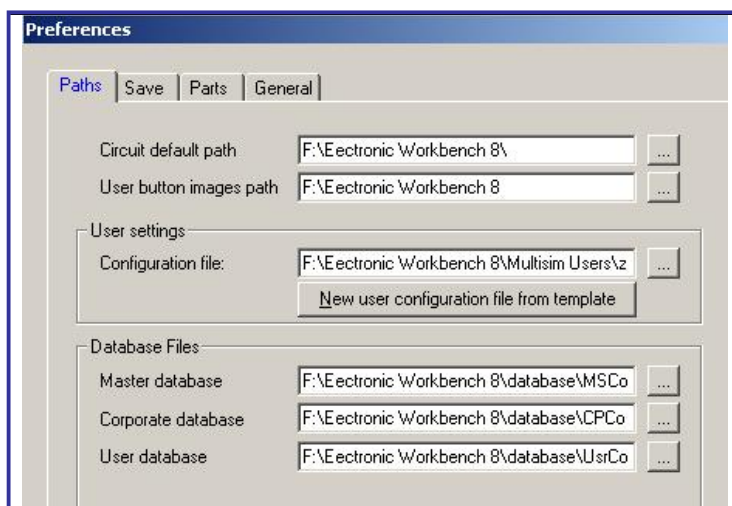 Preferences
Paths Save Parts General
Circuit default path F:\Eectronic Workbench 8\ ...
User button images path F:\Eectronic Workbench 8 ...
User settings
Configuration file: F:\Eectronic Workbench 8\Multisim Users\z ...
New user configuration file from template
Database Files
Master database F:\Eectronic Workbench 8\database\MSCo ...
Corporate database F:\Eectronic Workbench 8\database\CPCo ...
User database F:\Eectronic Workbench 8\database\UsrCo ...